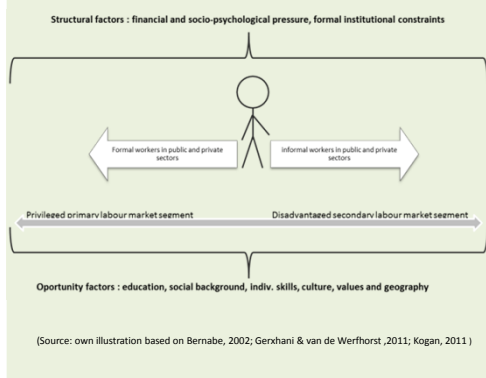 Structural factors : financial and socio-psychological pressure, formal institutional constraints
Formal workers in public and private
sectors
Informal workers in public and private
sectors
Privileged primary labour market segment
Disadvantaged secondary labour market segment
Oportunity factors : education, social background, indiv. skills, culture, values and geography
(Source: own illustration based on Bernabe, 2002; Gerxhani & van de Werfhorst ,2011; Kogan, 2011 )